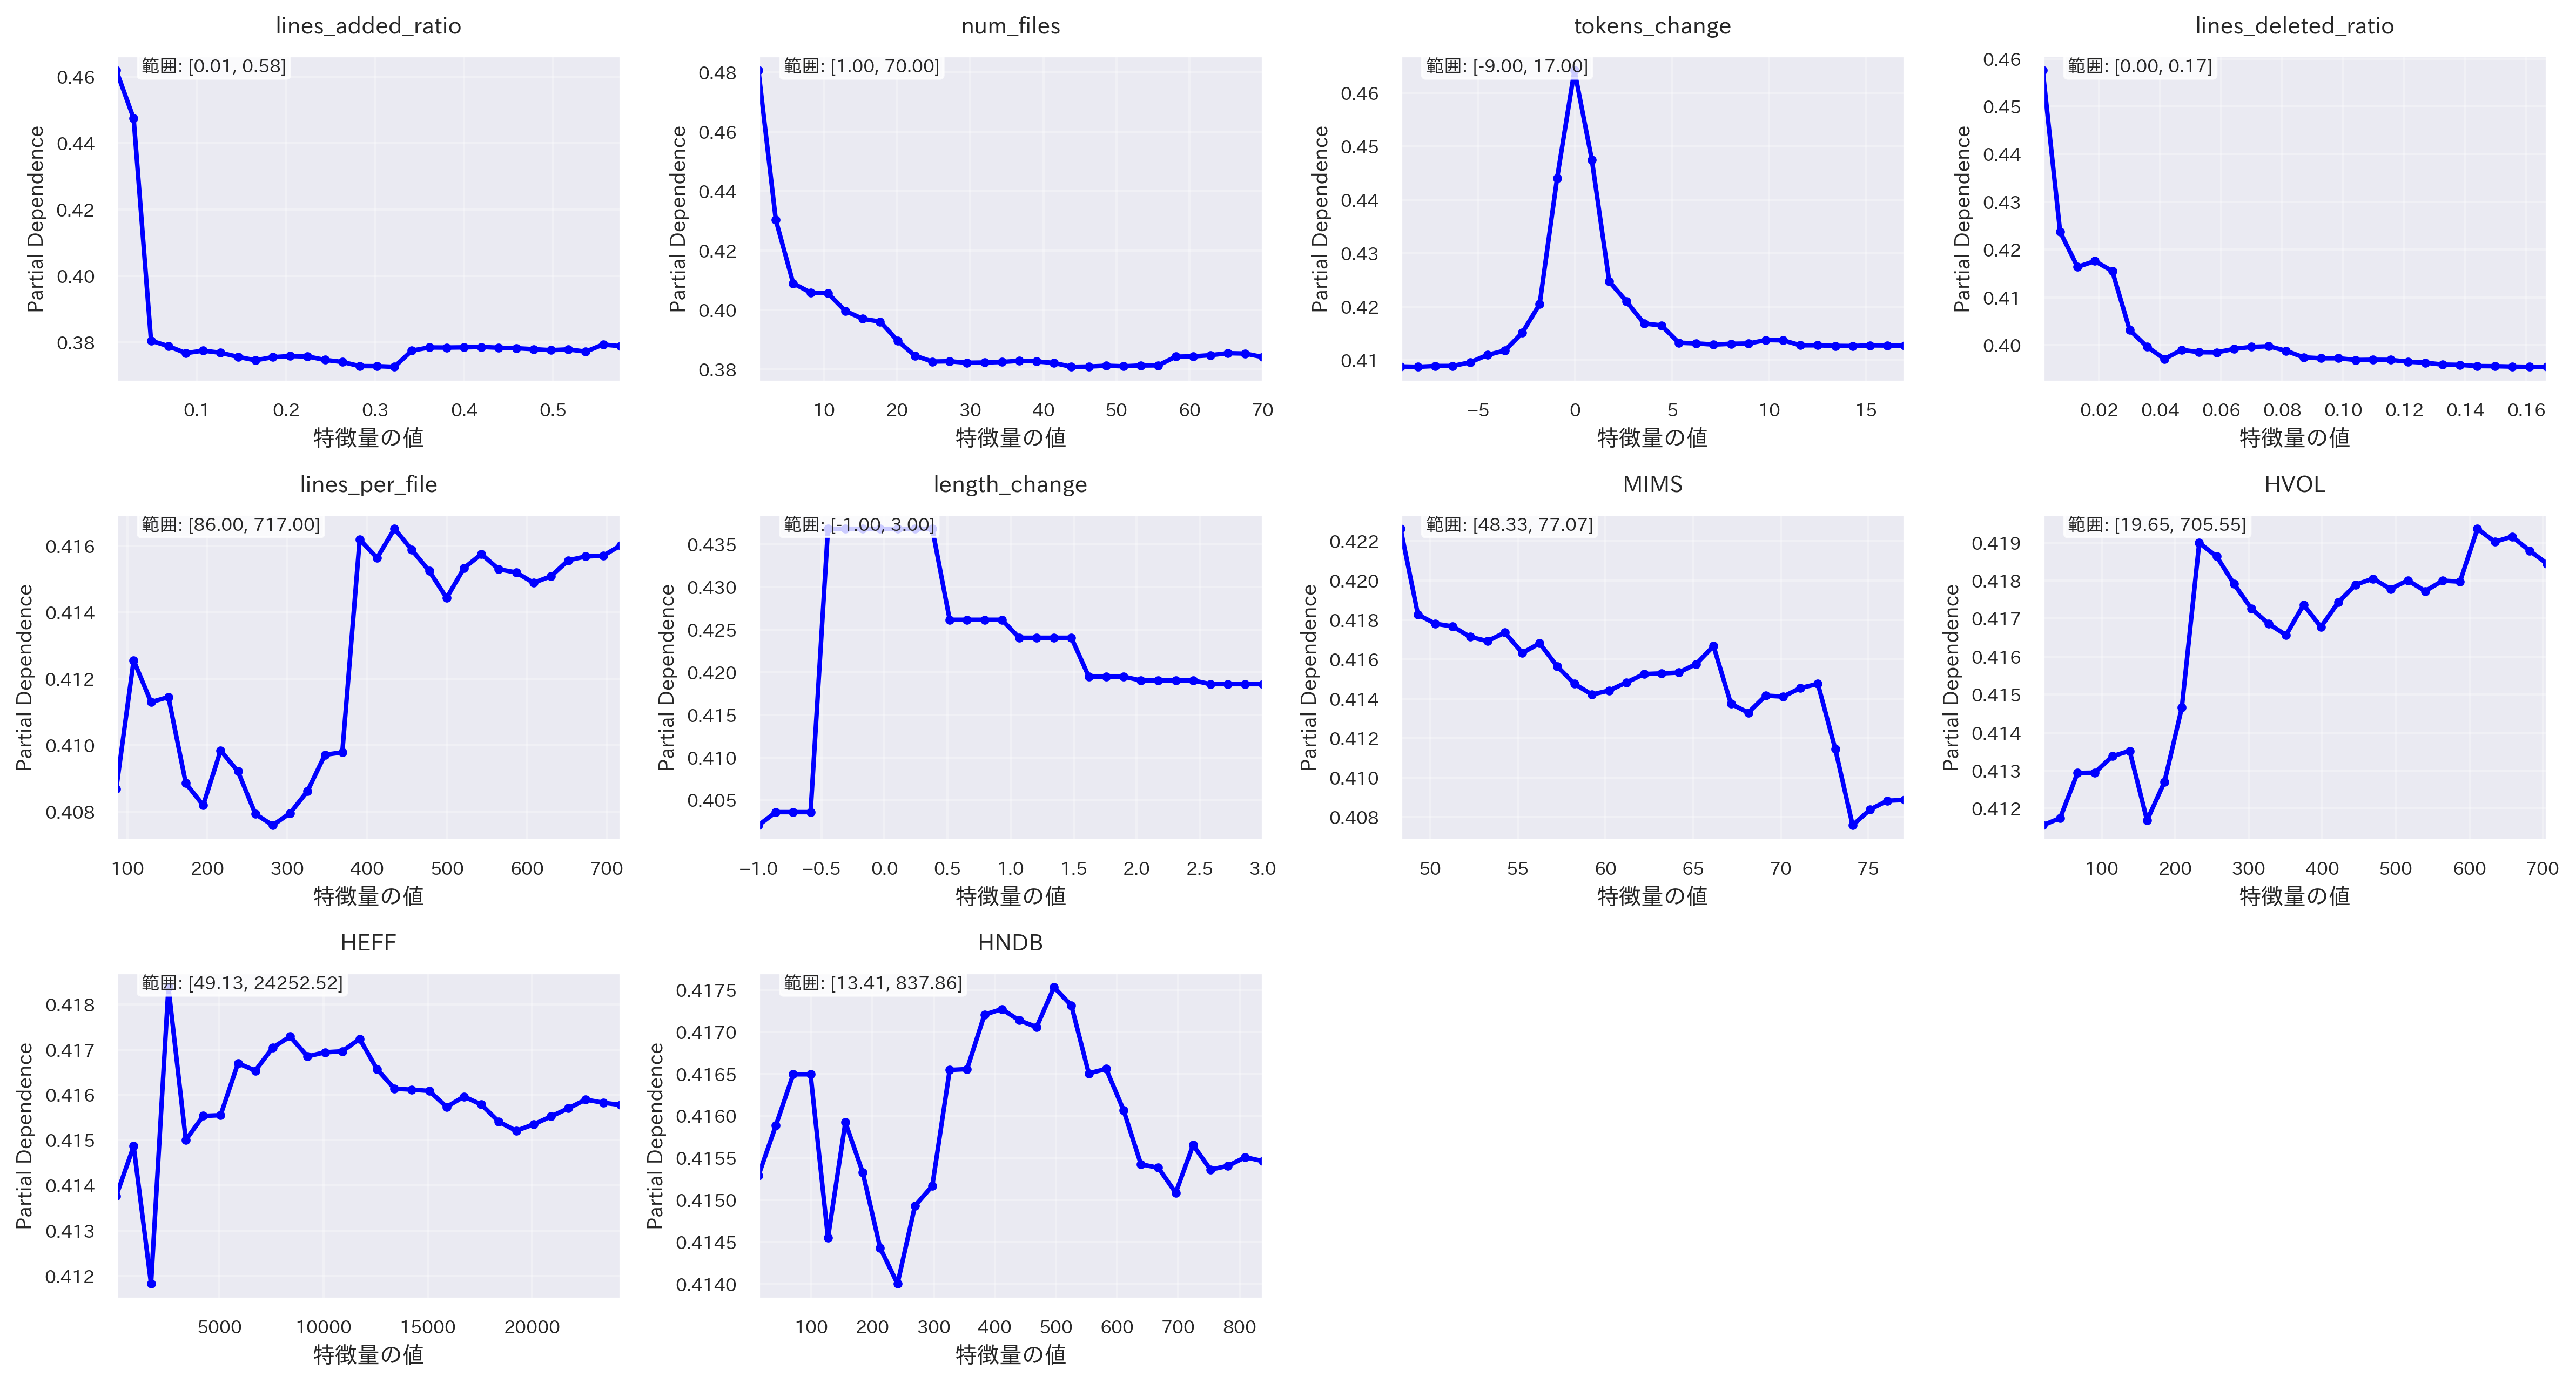 lines_added_ratio
範囲: [0.01, 0.58]
Partial Dependence
0.46
0.44
0.42
0.40
0.38
0.1 0.2 0.3 0.4 0.5
特徴量の値
num_files
範囲: [1.00, 70.00]
Partial Dependence
0.48
0.46
0.44
0.42
0.40
0.38
10 20 30 40 50 60 70
特徴量の値
tokens_change
範囲: [-9.00, 17.00]
Partial Dependence
0.46
0.45
0.44
0.43
0.42
0.41
−5 0 5 10 15
特徴量の値
lines_deleted_ratio
範囲: [0.00, 0.17]
Partial Dependence
0.46
0.45
0.44
0.43
0.42
0.41
0.40
0.02 0.04 0.06 0.08 0.10 0.12 0.14 0.16
特徴量の値
lines_per_file
範囲: [86.00, 717.00]
Partial Dependence
0.416
0.414
0.412
0.410
0.408
100 200 300 400 500 600 700
特徴量の値
length_change
範囲: [-1.00, 3.00]
Partial Dependence
0.435
0.430
0.425
0.420
0.415
0.410
0.405
−1.0 −0.5 0.0 0.5 1.0 1.5 2.0 2.5 3.0
特徴量の値
MIMS
範囲: [48.33, 77.07]
Partial Dependence
0.422
0.420
0.418
0.416
0.414
0.412
0.410
0.408
50 55 60 65 70 75
特徴量の値
HVOL
範囲: [19.65, 705.55]
Partial Dependence
0.419
0.418
0.417
0.416
0.415
0.414
0.413
0.412
100 200 300 400 500 600 700
特徴量の値
HEFF
範囲: [49.13, 24252.52]
Partial Dependence
0.418
0.417
0.416
0.415
0.414
0.413
0.412
5000 10000 15000 20000
特徴量の値
HNDB
範囲: [13.41, 837.86]
Partial Dependence
0.4175
0.4170
0.4165
0.4160
0.4155
0.4150
0.4145
0.4140
100 200 300 400 500 600 700 800
特徴量の値